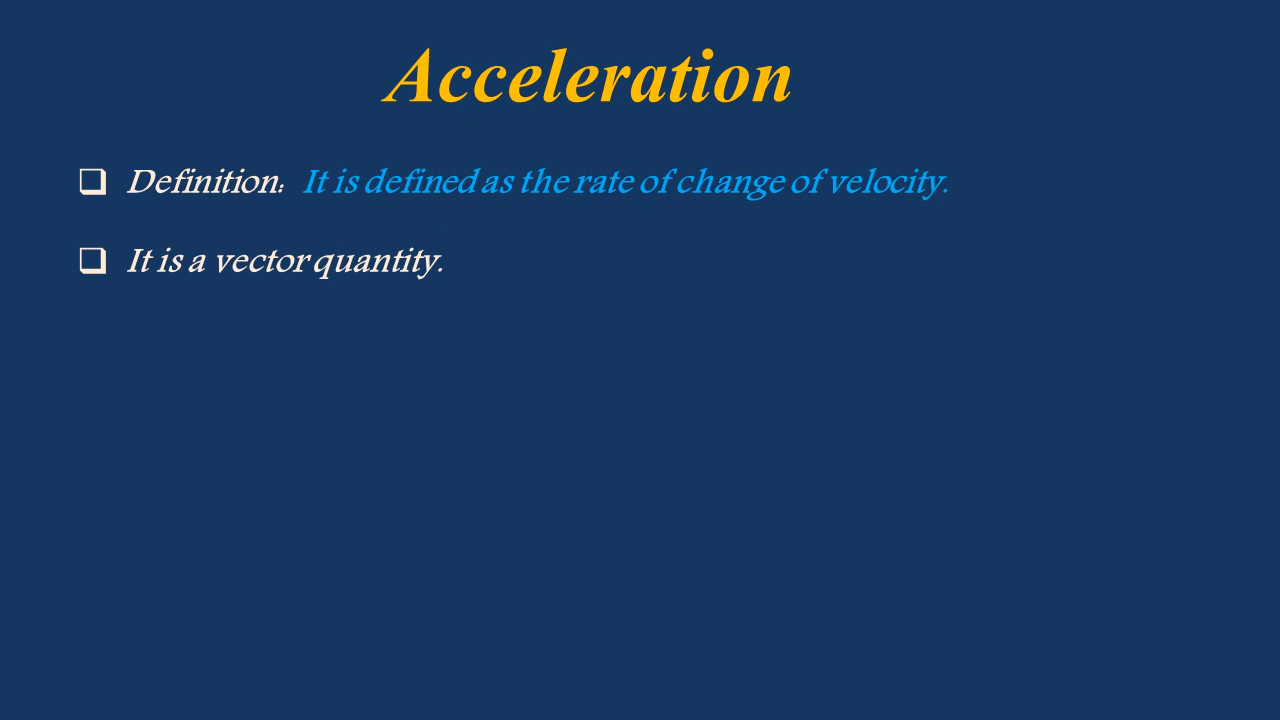 Acceleration
Definition: It is defined as the rate of change of velocity.
It is a vector quantity.